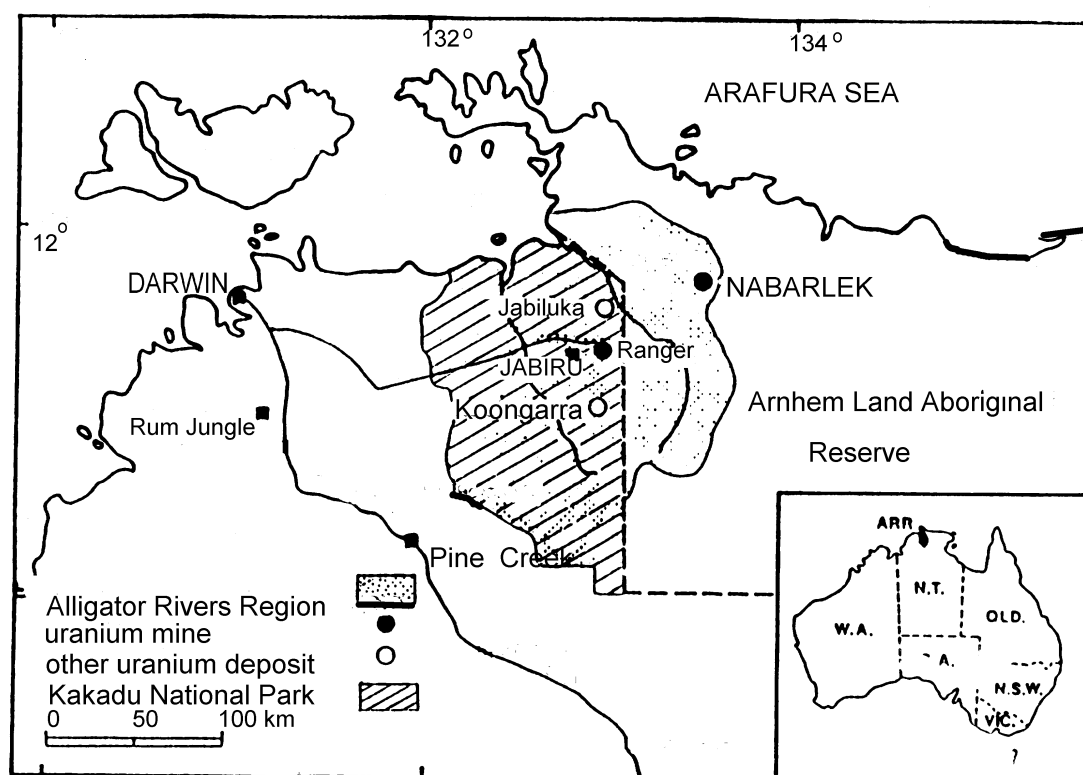 132°
134°
ARAFURA SEA
12°
DARWIN
NABARLEK
Jabiluka
Ranger
JABIRU
Koongarra
Arnhem Land Aboriginal
Reserve
Rum Jungle
Pine Creek
Alligator Rivers Region
uranium mine
other uranium deposit
Kakadu National Park
0 50 100 km
ARR
N.T.
W.A.
QLD.
A.
N.S.W.
VIC.
?